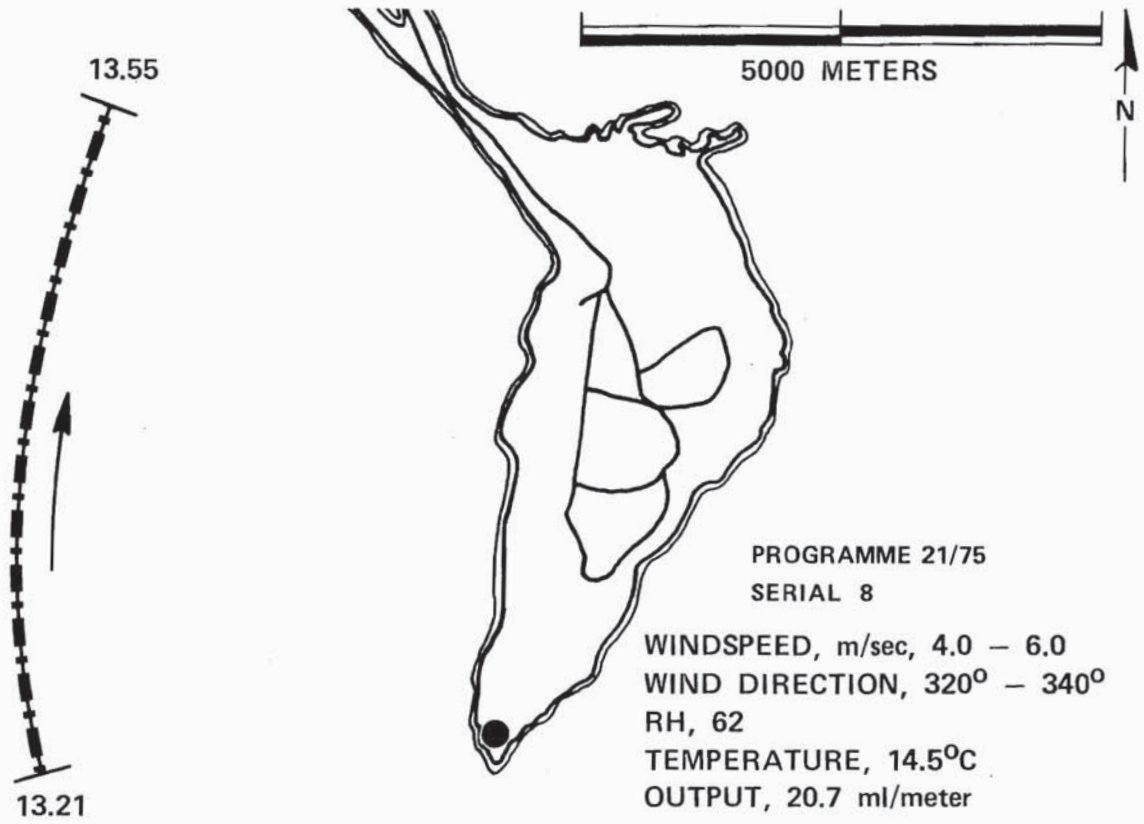 13.55
5000 METERS
N
PROGRAMME 21/75
SERIAL 8
WINDSPEED, m/sec, 4.0 — 6.0
WIND DIRECTION, 320° — 340°
RH, 62
TEMPERATURE, 14.5°C
OUTPUT, 20.7 ml/meter
13.21